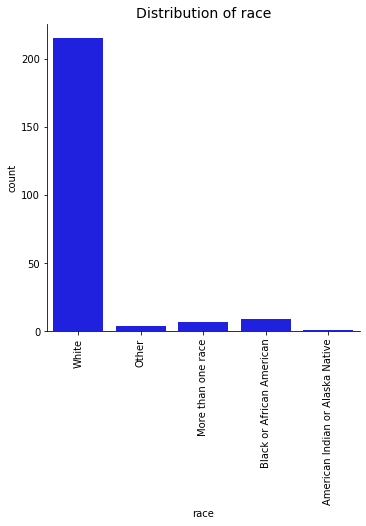 Distribution of race
count
200
150
100
50
0
White
Other
More than one race
Black or African American
American Indian or Alaska Native
race